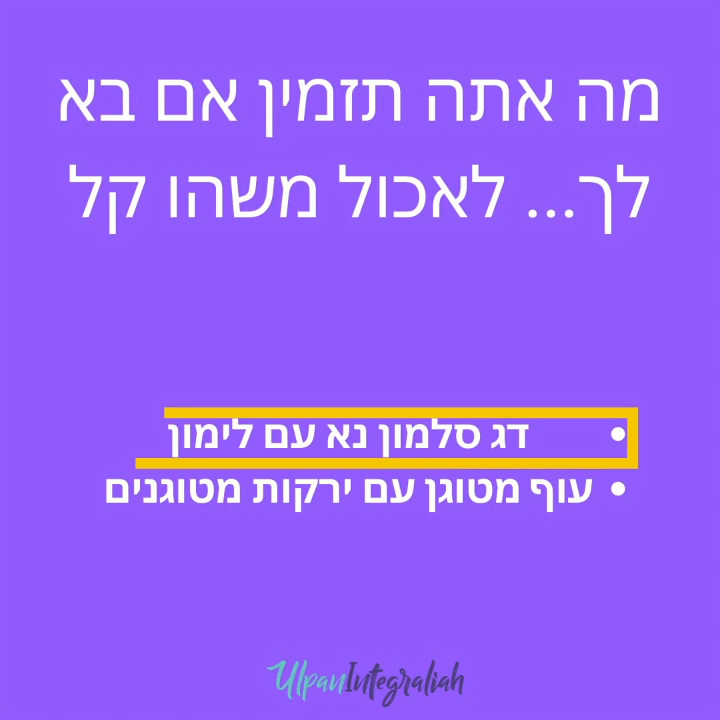 מה אתה תזמין אם בא
לך... לאכול משהו קל
• דג סלמון נא עם לימון
• עוף מטוגן עם ירקות מטוגנים
UlpanIntegraliah